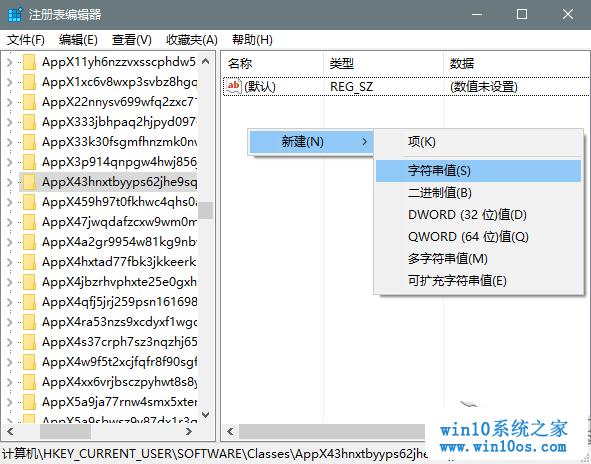 注册表编辑器
文件(F) 编辑(E) 查看(V) 收藏夹(A) 帮助(H)
AppX11yh6nzzvxsscphdw5
AppX1xc6v8wxp3svbz8hgq
AppX22nnysv699wfq2zxc7
AppX333jbhpaq2hjpyd097
AppX33k30fsgmfhnzmk0nv
AppX3p914qnpgw4hwj856
AppX43hnxtbyyps62jhe9sq
AppX459h97t0fkhwc4qhs0
AppX47jwqdafzcxw9wm0m
AppX4a2gr9954w81kg9nb
AppX4hxtad77fbk3jkkeerk
AppX4jbzrhvphxte25e0gxh
AppX4qfj5rj259psn161698
AppX4ra53nzs9xcdyxf1wgc
AppX4s37crph7sz3nqzhj65
AppX4w9f5t2xcjfqfr8f90sgf
AppX4xx6vrjbsczpyhwt8s8y
AppX5a9ja77rnw4smx5xter
名称 类型 数据
ab (默认) REG_SZ (数值未设置)
新建(N)
项(K)
字符串值(S)
二进制值(B)
DWORD (32 位)值(D)
QWORD (64 位)值(Q)
多字符串值(M)
可扩充字符串值(E)
win10系统之家
www.win10os.com
计算机\HKEY_CURRENT_USER\SOFTWARE\Classes\AppX43hnxtbyyps62jhe